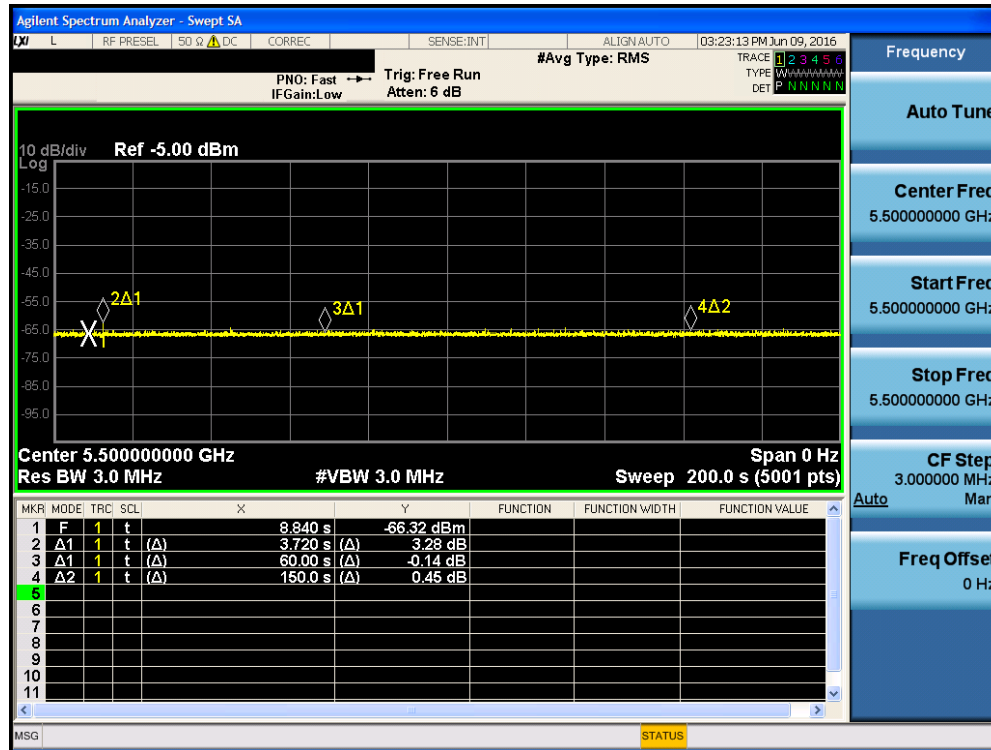 Agilent Spectrum Analyzer - Swept SA
LXI L RF PRESEL 50 Ω DC CORREC SENSE:INT ALIGN AUTO 03:23:13 PM Jun 09, 2016
#Avg Type: RMS TRACE 1 2 3 4 5 6
PNO: Fast Trig: Free Run TYPE WWWWWW
IFGain:Low Atten: 6 dB DET P N N N N N
10 dB/div Ref -5.00 dBm
Log
-15.0
-25.0
-35.0
-45.0
-55.0
2Δ1
3Δ1
4Δ2
-65.0
1
-75.0
-85.0
-95.0
Center 5.500000000 GHz Span 0 Hz
Res BW 3.0 MHz #VBW 3.0 MHz Sweep 200.0 s (5001 pts)
MKR MODE TRC SCL X Y FUNCTION FUNCTION WIDTH FUNCTION VALUE
1 F 1 t 8.840 s -66.32 dBm
2 Δ1 1 t (Δ) 3.720 s (Δ) 3.28 dB
3 Δ1 1 t (Δ) 60.00 s (Δ) -0.14 dB
4 Δ2 1 t (Δ) 150.0 s (Δ) 0.45 dB
5
6
7
8
9
10
11
MSG STATUS
Frequency
Auto Tune
Center Freq
5.500000000 GHz
Start Freq
5.500000000 GHz
Stop Freq
5.500000000 GHz
CF Step
3.000000 MHz
Auto Man
Freq Offset
0 Hz